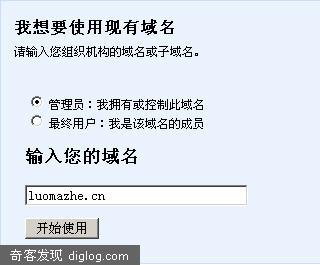 我想要使用现有域名
请输入您组织机构的域名或子域名。
管理员：我拥有或控制此域名
最终用户：我是该域名的成员
输入您的域名
luomazhe.cn
开始使用
奇客发现 diglog.com